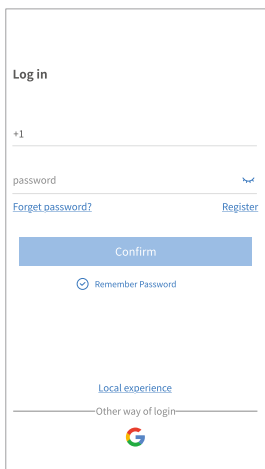 Log in
+1
password
Forget password? Register
Confirm
Remember Password
Local experience
Other way of login